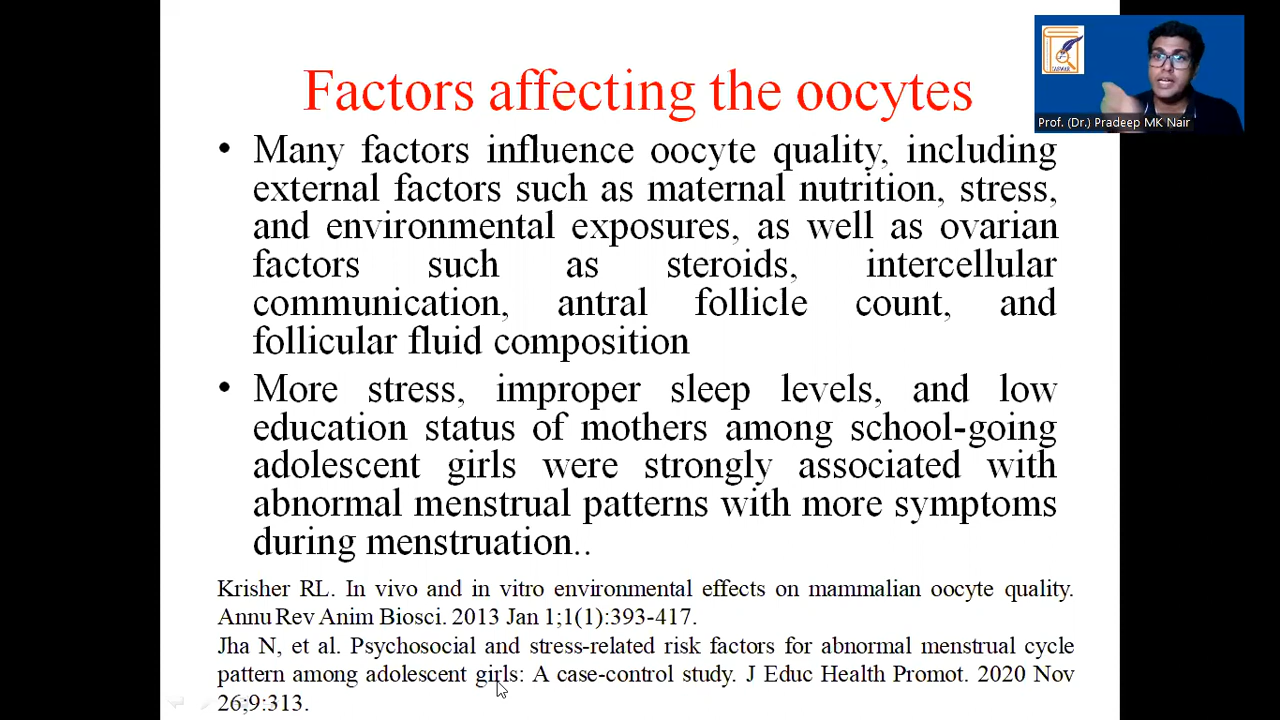 Factors affecting the oocytes
Prof. (Dr.) Pradeep MK Nair
• Many factors influence oocyte quality, including
external factors such as maternal nutrition, stress,
and environmental exposures, as well as ovarian
factors such as steroids, intercellular
communication, antral follicle count, and
follicular fluid composition
• More stress, improper sleep levels, and low
education status of mothers among school-going
adolescent girls were strongly associated with
abnormal menstrual patterns with more symptoms
during menstruation..
Krisher RL. In vivo and in vitro environmental effects on mammalian oocyte quality.
Annu Rev Anim Biosci. 2013 Jan 1;1(1):393-417.
Jha N, et al. Psychosocial and stress-related risk factors for abnormal menstrual cycle
pattern among adolescent girls: A case-control study. J Educ Health Promot. 2020 Nov
26;9:313.